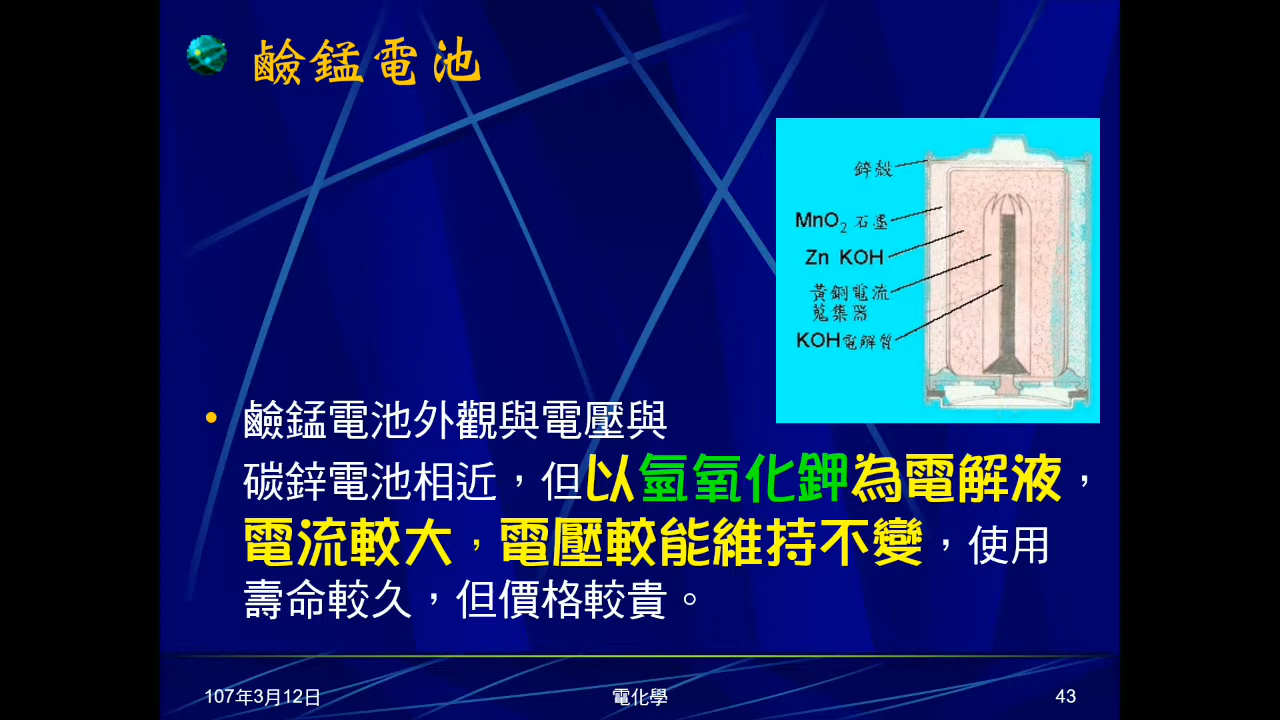 鹼錳電池
鋅殼
MnO2 石墨
Zn KOH
黃銅電流
蒐集器
KOH電解質
• 鹼錳電池外觀與電壓與
碳鋅電池相近，但以氫氧化鉀為電解液，
電流較大，電壓較能維持不變，使用
壽命較久，但價格較貴。
107年3月12日
電化學
43